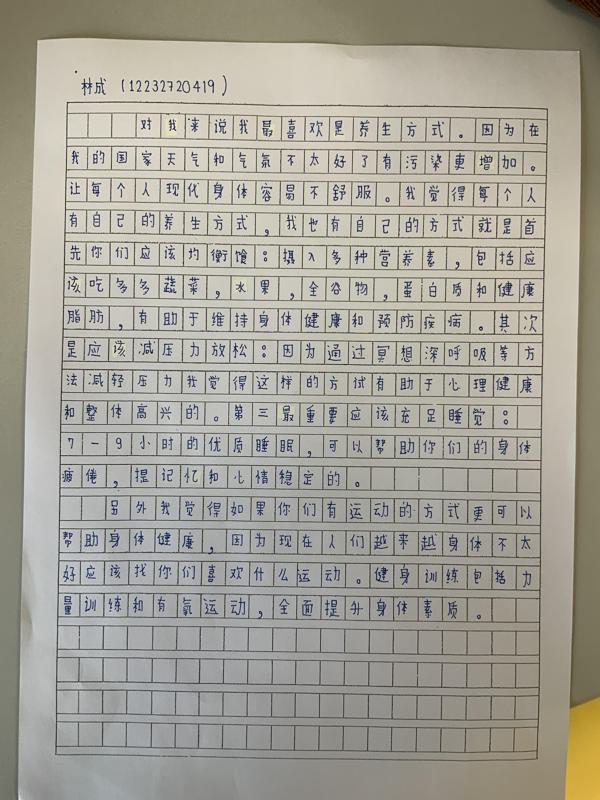 林成（12232720419）
对我来说我最喜欢是养生方式。因为在
我的国家天气和气氛不太好了有污染更增加。
让每个人现代身体容易不舒服。我觉得每个人
有自己的养生方式，我也有自己的方式就是首
先你们应该均衡饮：摄入多种营养素，包括应
该吃多多蔬菜，水果，全谷物，蛋白质和健康
脂肪，有助于维持身体健康和预防疾病。其次
是应该减压力放松：因为通过冥想深呼吸等方
法减轻压力我觉得这样的方试有助于心理健康
和整体高兴的。第三最重要应该充足睡觉：
7-9小时的优质睡眠，可以帮助你们的身体
疲倦，提记忆和心情稳定的。
另外我觉得如果你们有运动的方式更可以
帮助身体健康，因为现在人们越来越身体不太
好应该找你们喜欢什么运动。健身训练包括力
量训练和有氧运动，全面提升身体素质。